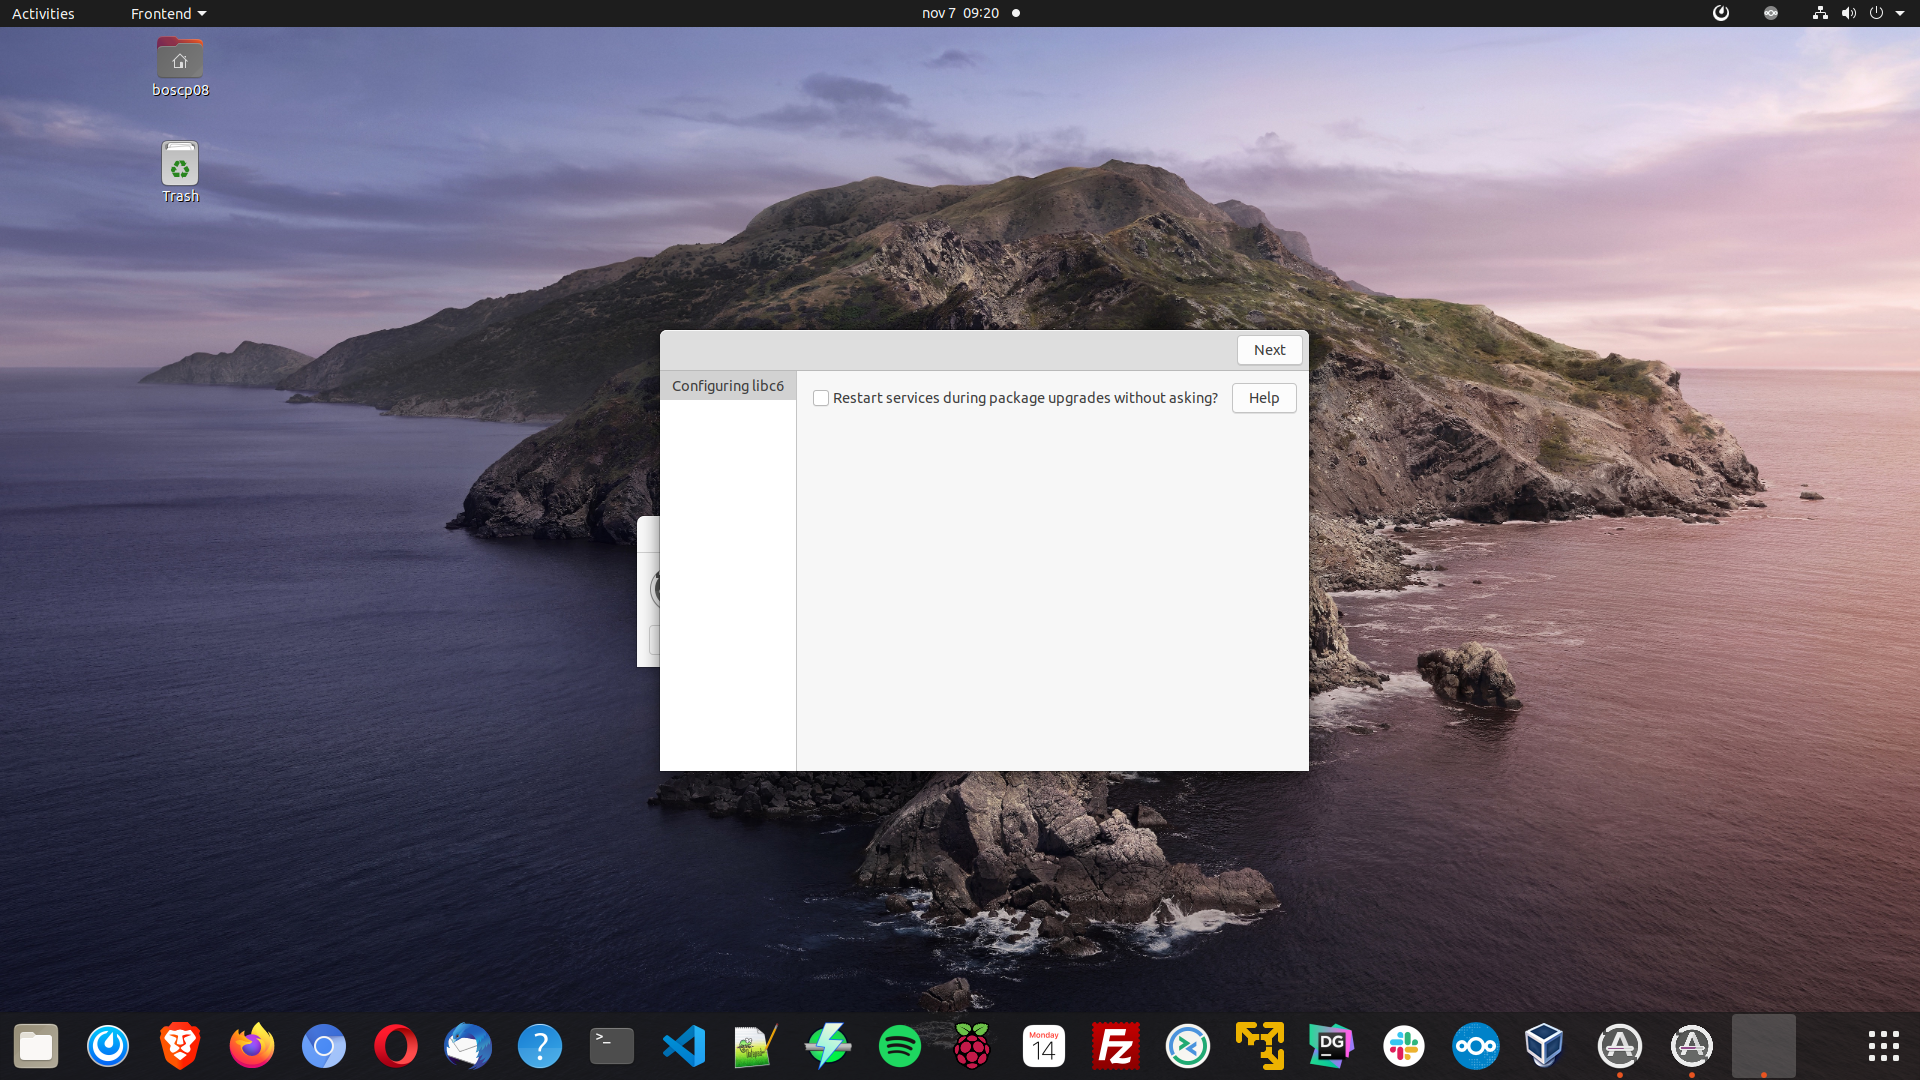 Activities
Frontend
nov 7 09:20
boscp08
Trash
Next
Configuring libc6
Restart services during package upgrades without asking?
Help
>_
?
Monday
14
Fz
DG